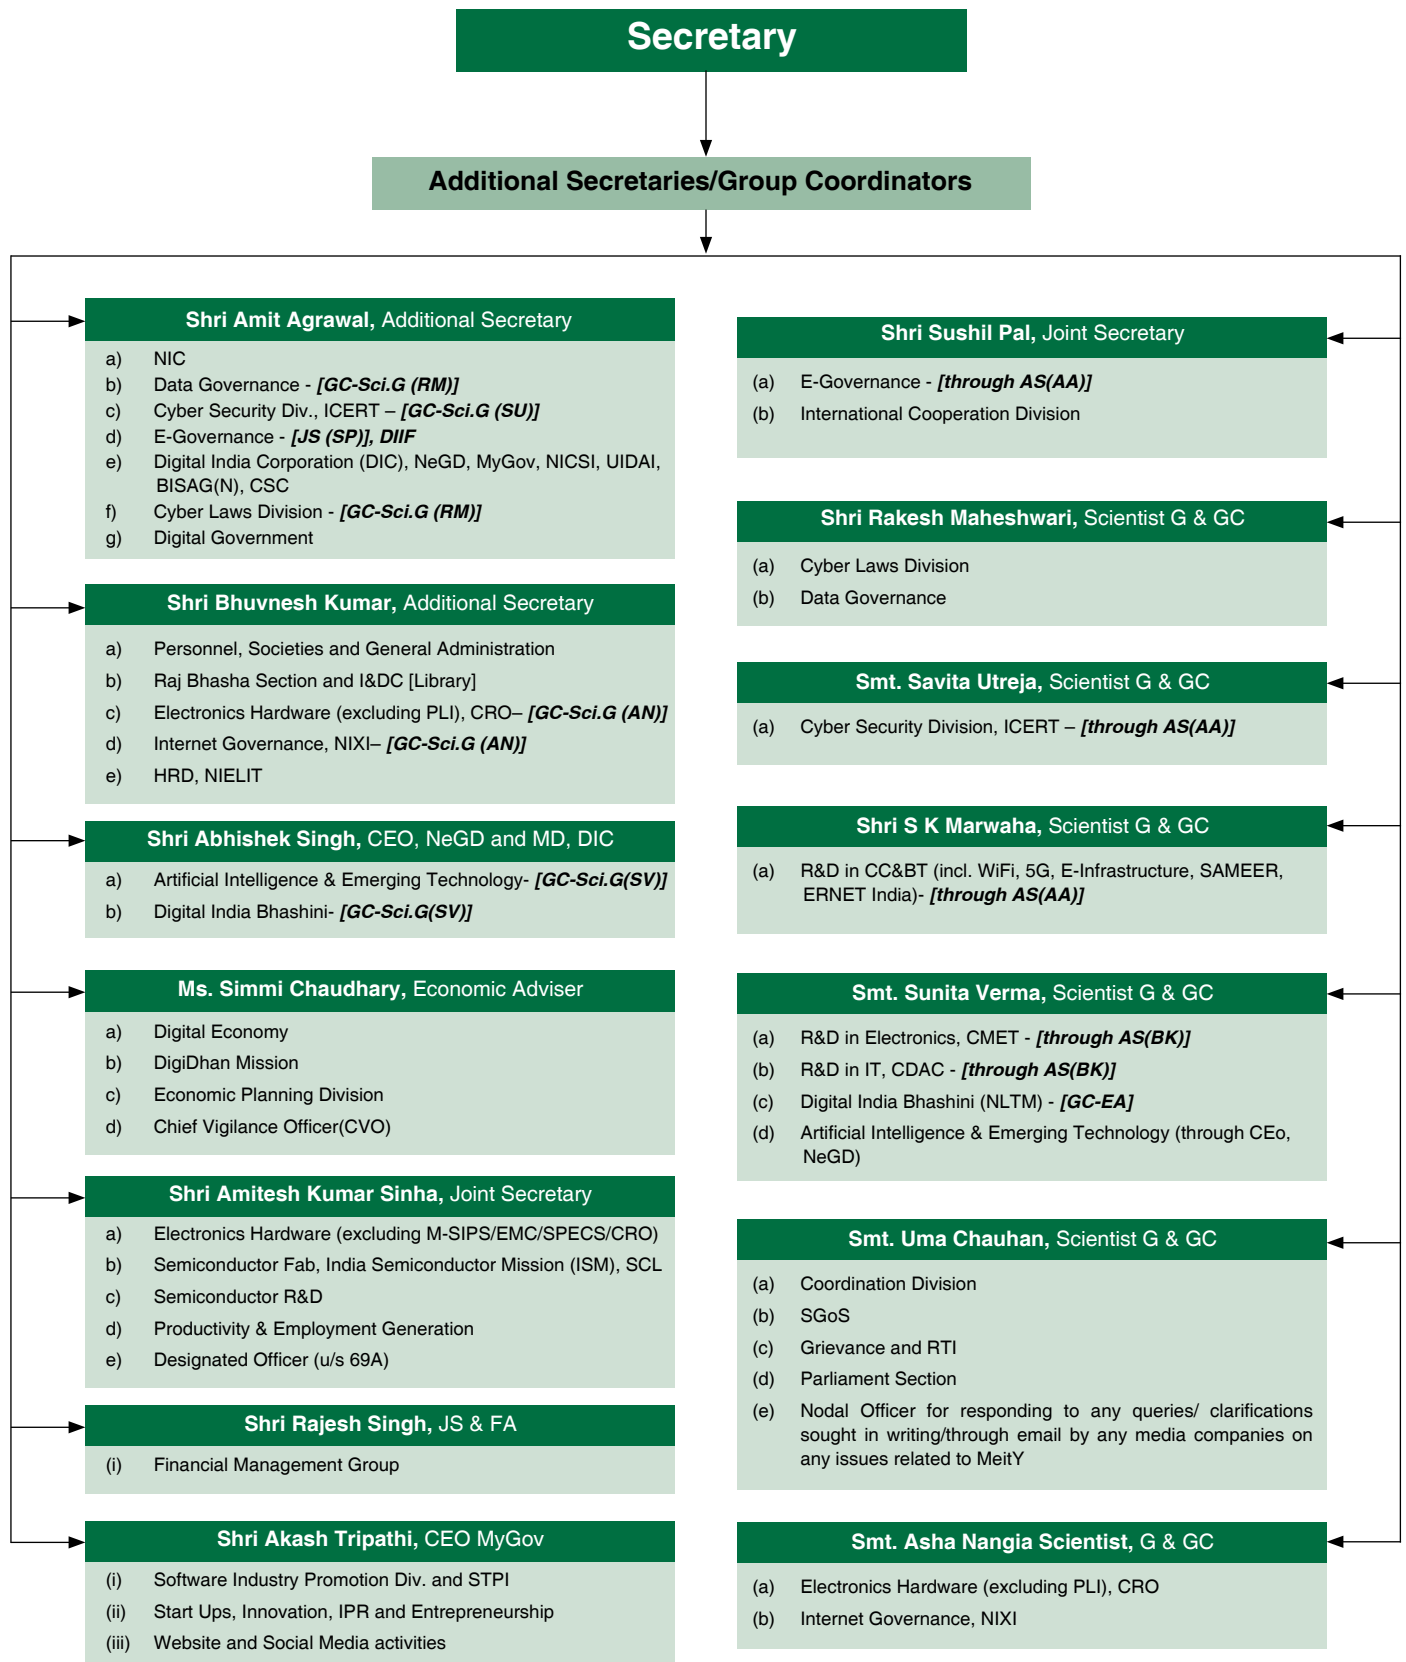 Secretary
Additional Secretaries/Group Coordinators
Shri Amit Agrawal, Additional Secretary
a) NIC
b) Data Governance - [GC-Sci.G (RM)]
c) Cyber Security Div., ICERT – [GC-Sci.G (SU)]
d) E-Governance - [JS (SP)], DIIF
e) Digital India Corporation (DIC), NeGD, MyGov, NICSI, UIDAI,
BISAG(N), CSC
f) Cyber Laws Division - [GC-Sci.G (RM)]
g) Digital Government
Shri Bhuvnesh Kumar, Additional Secretary
a) Personnel, Societies and General Administration
b) Raj Bhasha Section and I&DC [Library]
c) Electronics Hardware (excluding PLI), CRO– [GC-Sci.G (AN)]
d) Internet Governance, NIXI– [GC-Sci.G (AN)]
e) HRD, NIELIT
Shri Abhishek Singh, CEO, NeGD and MD, DIC
a) Artificial Intelligence & Emerging Technology- [GC-Sci.G(SV)]
b) Digital India Bhashini- [GC-Sci.G(SV)]
Ms. Simmi Chaudhary, Economic Adviser
a) Digital Economy
b) DigiDhan Mission
c) Economic Planning Division
d) Chief Vigilance Officer(CVO)
Shri Amitesh Kumar Sinha, Joint Secretary
a) Electronics Hardware (excluding M-SIPS/EMC/SPECS/CRO)
b) Semiconductor Fab, India Semiconductor Mission (ISM), SCL
c) Semiconductor R&D
d) Productivity & Employment Generation
e) Designated Officer (u/s 69A)
Shri Rajesh Singh, JS & FA
(i) Financial Management Group
Shri Akash Tripathi, CEO MyGov
(i) Software Industry Promotion Div. and STPI
(ii) Start Ups, Innovation, IPR and Entrepreneurship
(iii) Website and Social Media activities
Shri Sushil Pal, Joint Secretary
(a) E-Governance - [through AS(AA)]
(b) International Cooperation Division
Shri Rakesh Maheshwari, Scientist G & GC
(a) Cyber Laws Division
(b) Data Governance
Smt. Savita Utreja, Scientist G & GC
(a) Cyber Security Division, ICERT – [through AS(AA)]
Shri S K Marwaha, Scientist G & GC
(a) R&D in CC&BT (incl. WiFi, 5G, E-Infrastructure, SAMEER,
ERNET India)- [through AS(AA)]
Smt. Sunita Verma, Scientist G & GC
(a) R&D in Electronics, CMET - [through AS(BK)]
(b) R&D in IT, CDAC - [through AS(BK)]
(c) Digital India Bhashini (NLTM) - [GC-EA]
(d) Artificial Intelligence & Emerging Technology (through CEo,
NeGD)
Smt. Uma Chauhan, Scientist G & GC
(a) Coordination Division
(b) SGoS
(c) Grievance and RTI
(d) Parliament Section
(e) Nodal Officer for responding to any queries/ clarifications
sought in writing/through email by any media companies on
any issues related to MeitY
Smt. Asha Nangia Scientist, G & GC
(a) Electronics Hardware (excluding PLI), CRO
(b) Internet Governance, NIXI